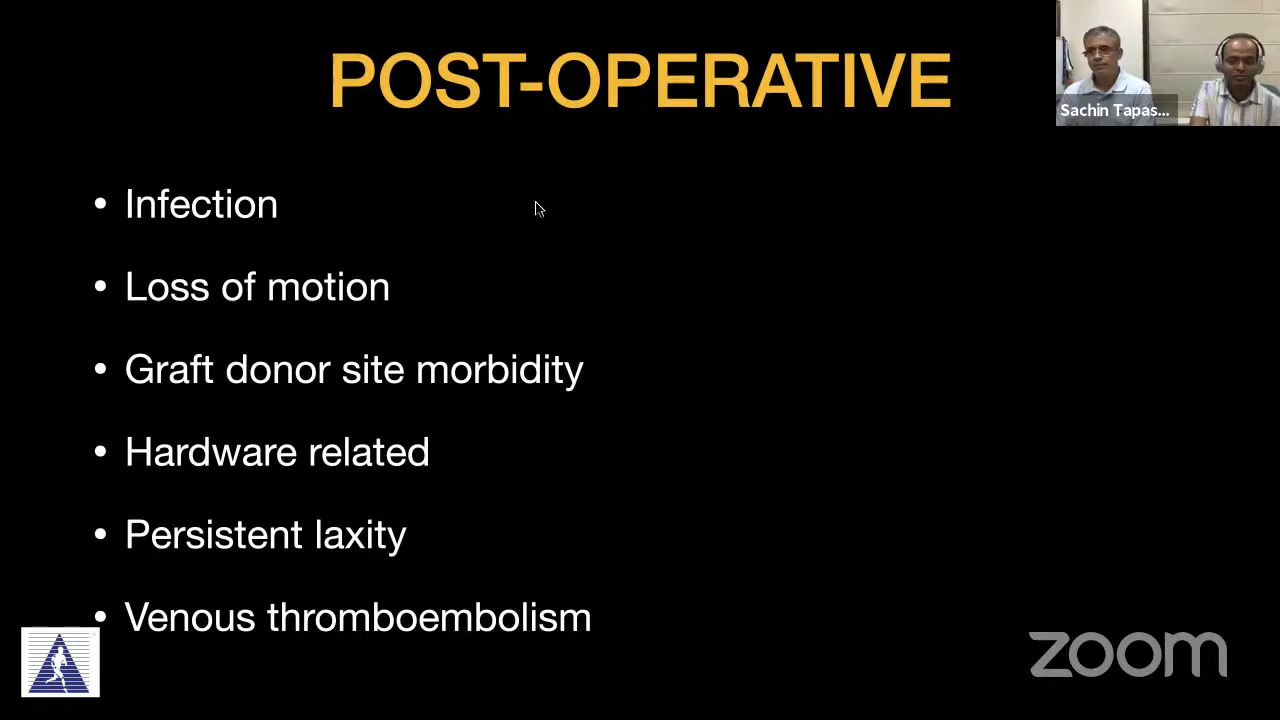 POST-OPERATIVE
Sachin Tapas...
• Infection
• Loss of motion
• Graft donor site morbidity
• Hardware related
• Persistent laxity
• Venous thromboembolism
zoom